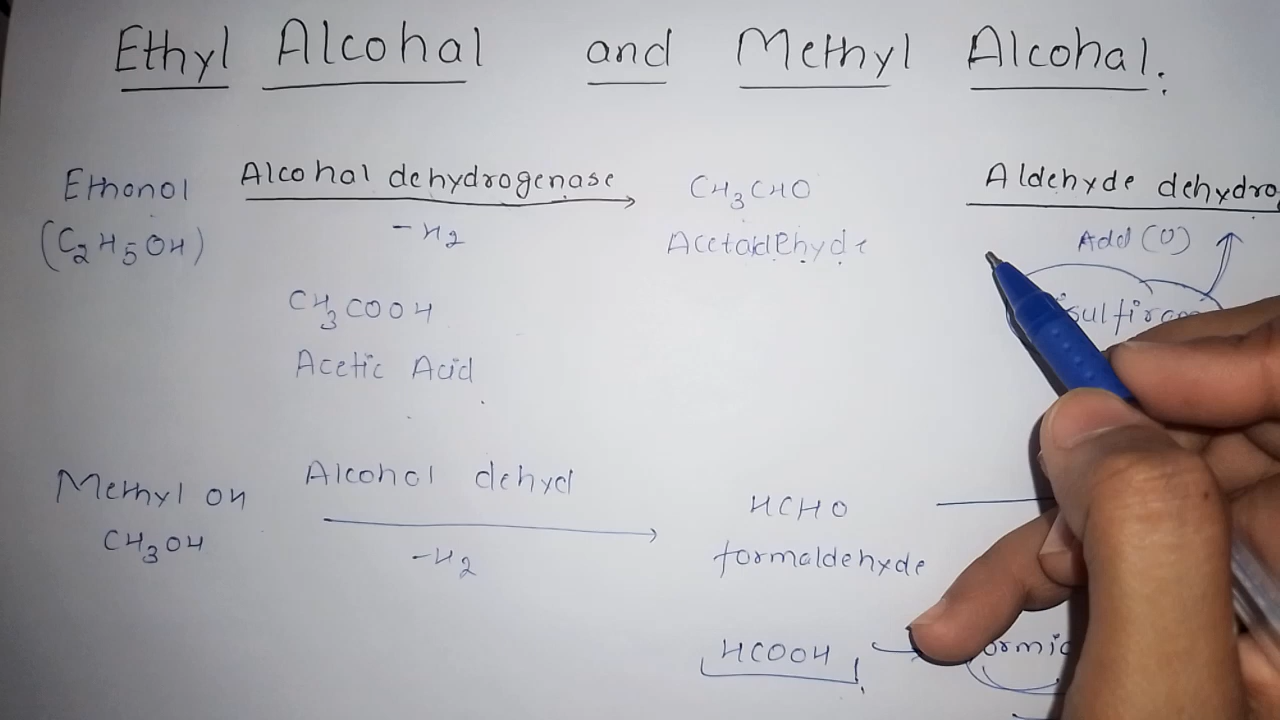 Ethyl Alcohal and Methyl Alcohal.
Ethonol Alcohal dehydrogenase CH3CHO Aldehyde dehydro
(C2H5OH) -H2 Acetaldehyde Add (O)
CH3COOH
Acetic Acid
Methyl OH Alcohol dehyd HCHO
CH3OH -H2 formaldehyde
HCOOH